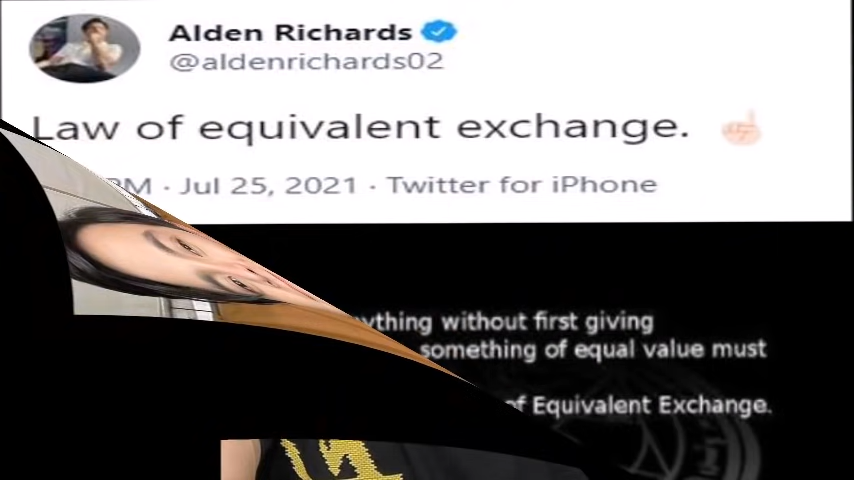 Alden Richards
@aldenrichards02
Law of equivalent exchange.
PM · Jul 25, 2021 · Twitter for iPhone
without first giving
something of equal value must
of Equivalent Exchange.